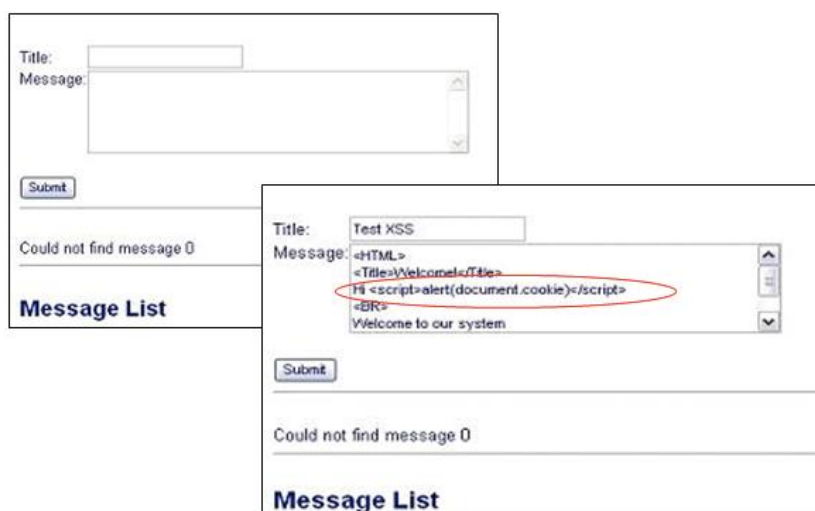 Title:
Message:
Submit
Could not find message 0
Message List
Title: Test XSS
Message: <HTML>
<Title>Welcome!</Title>
Hi <script>alert(document.cookie)</script>
<BR>
Welcome to our system
Submit
Could not find message 0
Message List